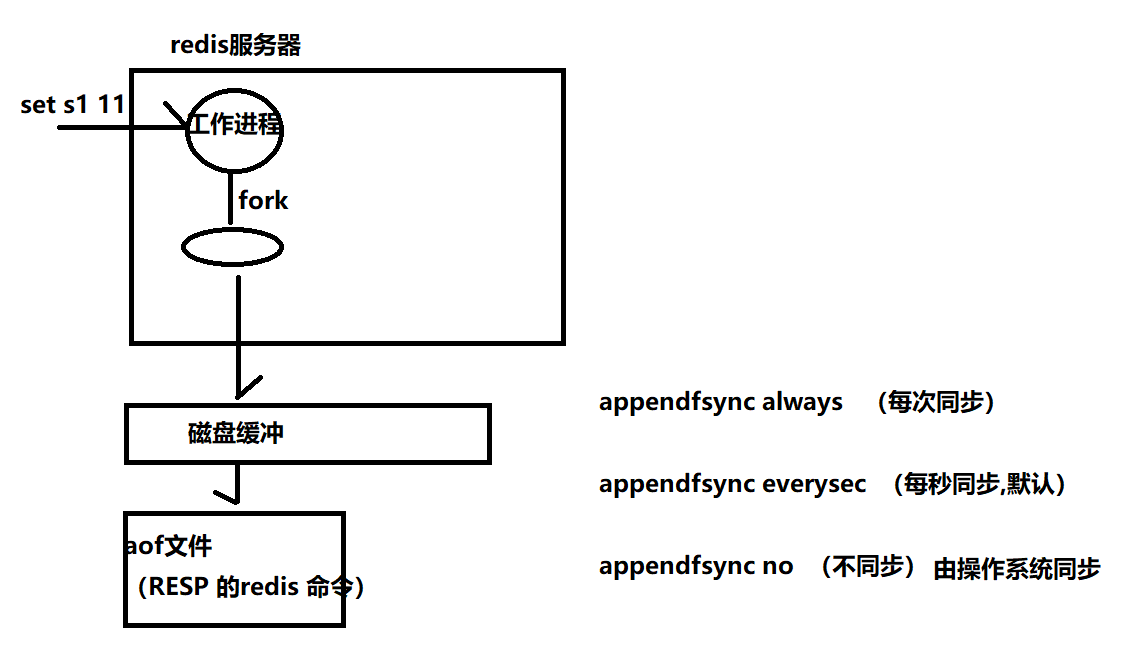 redis服务器
set s1 11
工作进程
fork
磁盘缓冲
aof文件
（RESP 的redis 命令）
appendfsync always （每次同步）
appendfsync everysec （每秒同步,默认）
appendfsync no （不同步） 由操作系统同步